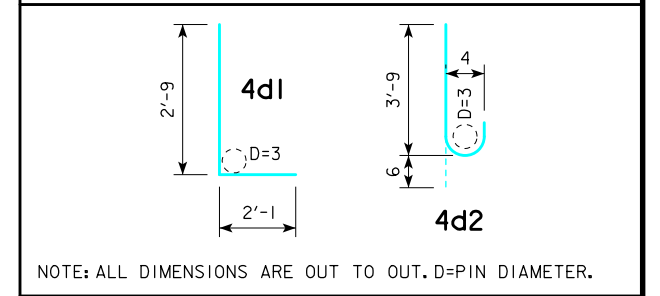 2'-9
4d1
D=3
2'-1
3'-9
4
D=3
6
4d2
NOTE: ALL DIMENSIONS ARE OUT TO OUT. D=PIN DIAMETER.